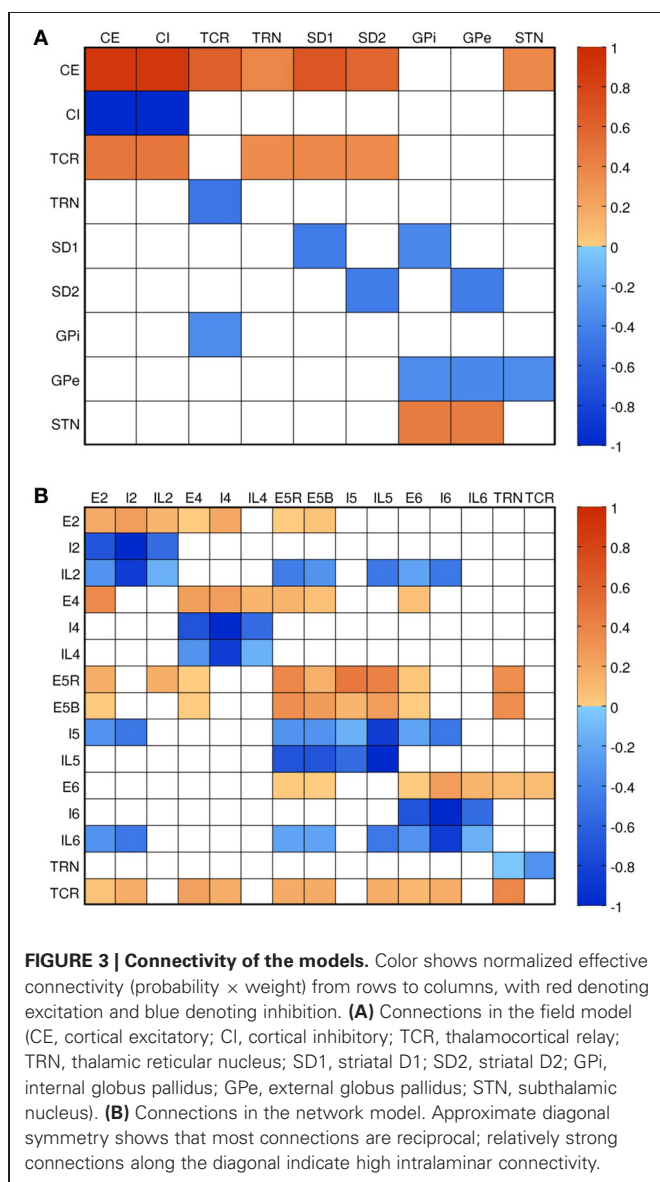 A
CE CI TCR TRN SD1 SD2 GPi GPe STN
CE
CI
TCR
TRN
SD1
SD2
GPi
GPe
STN
1
0.8
0.6
0.4
0.2
0
-0.2
-0.4
-0.6
-0.8
-1
B
E2 I2 IL2 E4 I4 IL4 E5R E5B I5 IL5 E6 I6 IL6 TRN TCR
E2
I2
IL2
E4
I4
IL4
E5R
E5B
I5
IL5
E6
I6
IL6
TRN
TCR
1
0.8
0.6
0.4
0.2
0
-0.2
-0.4
-0.6
-0.8
-1
FIGURE 3 | Connectivity of the models. Color shows normalized effective
connectivity (probability × weight) from rows to columns, with red denoting
excitation and blue denoting inhibition. (A) Connections in the field model
(CE, cortical excitatory; CI, cortical inhibitory; TCR, thalamocortical relay;
TRN, thalamic reticular nucleus; SD1, striatal D1; SD2, striatal D2; GPi,
internal globus pallidus; GPe, external globus pallidus; STN, subthalamic
nucleus). (B) Connections in the network model. Approximate diagonal
symmetry shows that most connections are reciprocal; relatively strong
connections along the diagonal indicate high intralaminar connectivity.